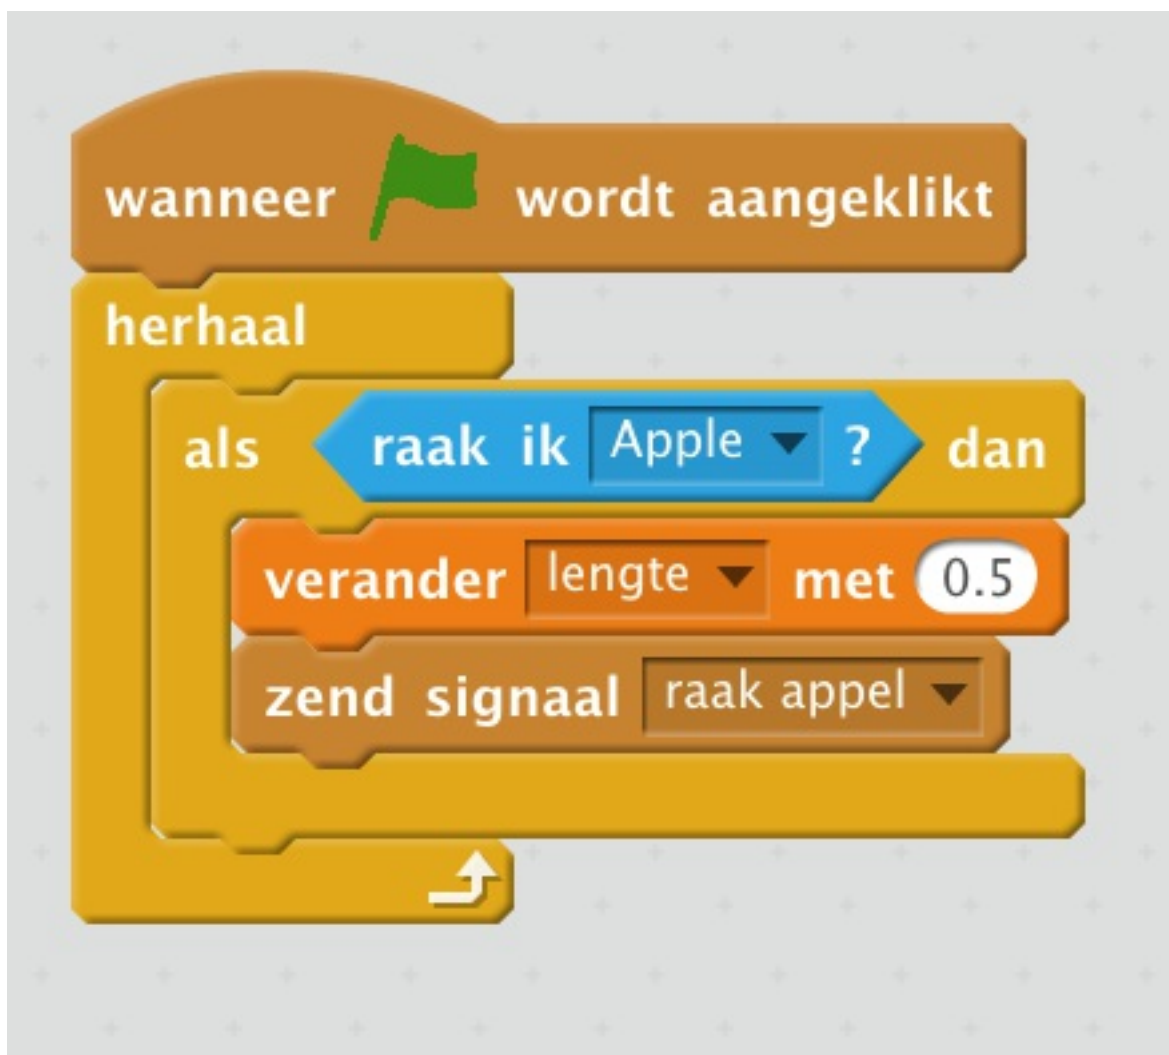 wanneer wordt aangeklikt
herhaal
als raak ik Apple ? dan
verander lengte met 0.5
zend signaal raak appel